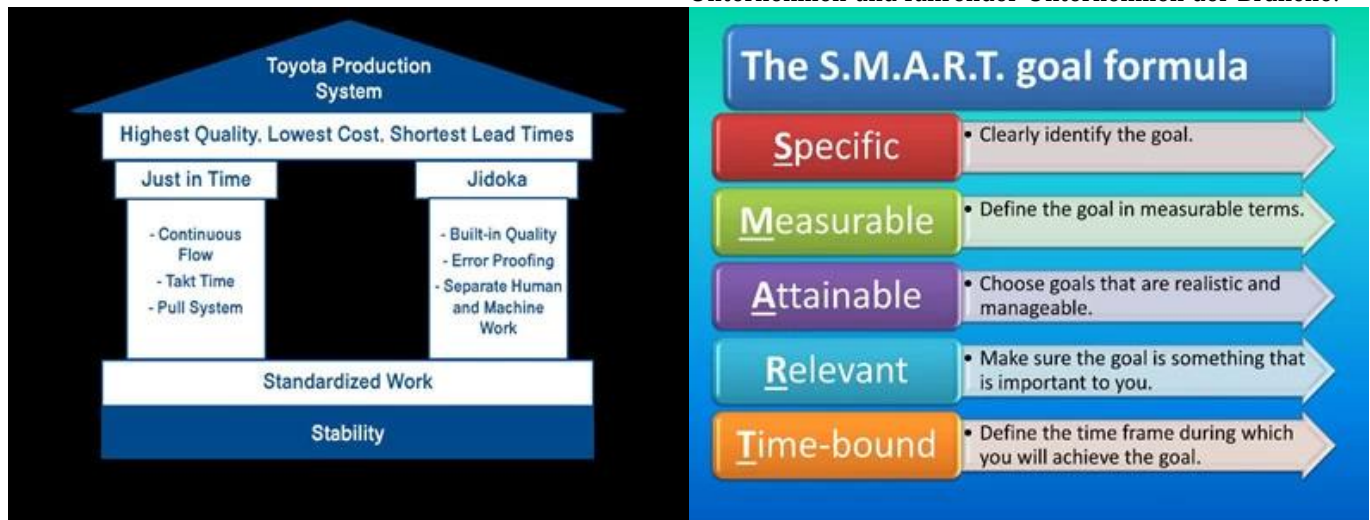 Toyota Production
System
Highest Quality, Lowest Cost, Shortest Lead Times
Just in Time
- Continuous
Flow
- Takt Time
- Pull System
Jidoka
- Built-in Quality
- Error Proofing
- Separate Human
and Machine
Work
Standardized Work
Stability
The S.M.A.R.T. goal formula
Specific
• Clearly identify the goal.
Measurable
• Define the goal in measurable terms.
Attainable
• Choose goals that are realistic and
manageable.
Relevant
• Make sure the goal is something that
is important to you.
Time-bound
• Define the time frame during which
you will achieve the goal.